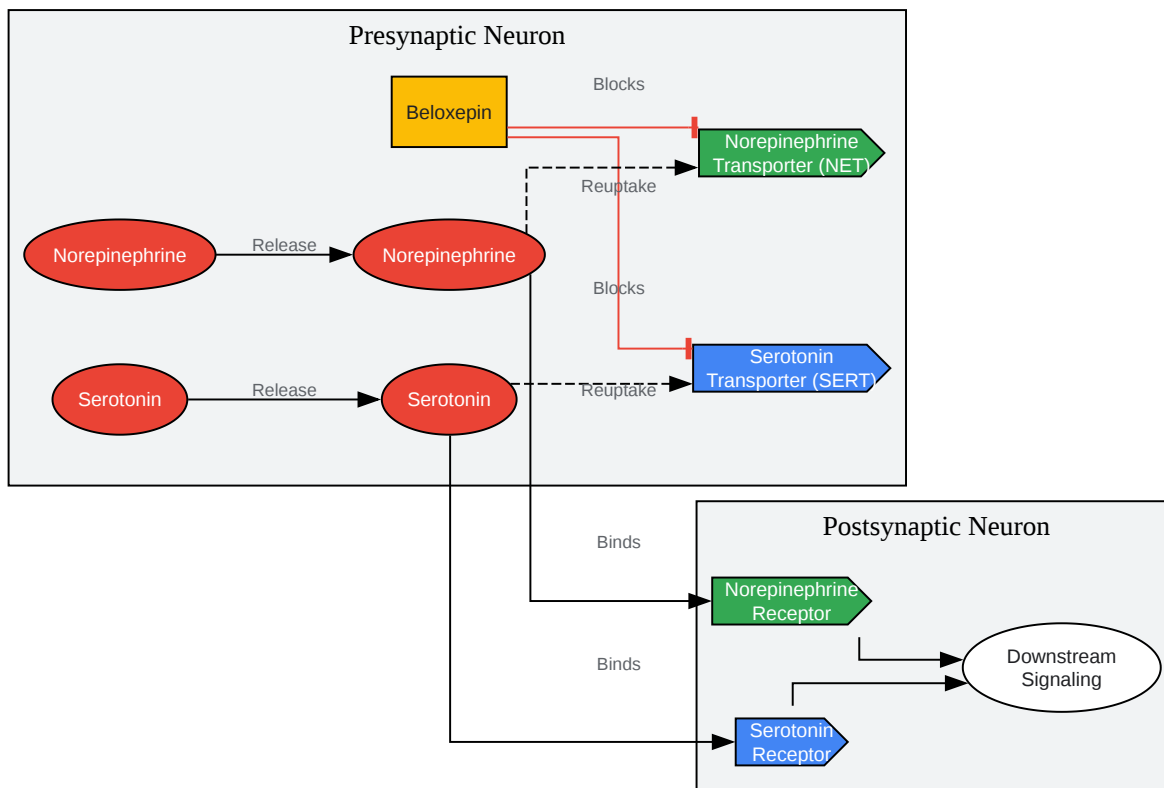 Presynaptic Neuron
Blocks
Beloxepin
Norepinephrine
Transporter (NET)
Reuptake
Norepinephrine
Release
Norepinephrine
Blocks
Serotonin
Transporter (SERT)
Serotonin
Release
Serotonin
Reuptake
Postsynaptic Neuron
Binds
Norepinephrine
Receptor
Binds
Downstream
Signaling
Serotonin
Receptor